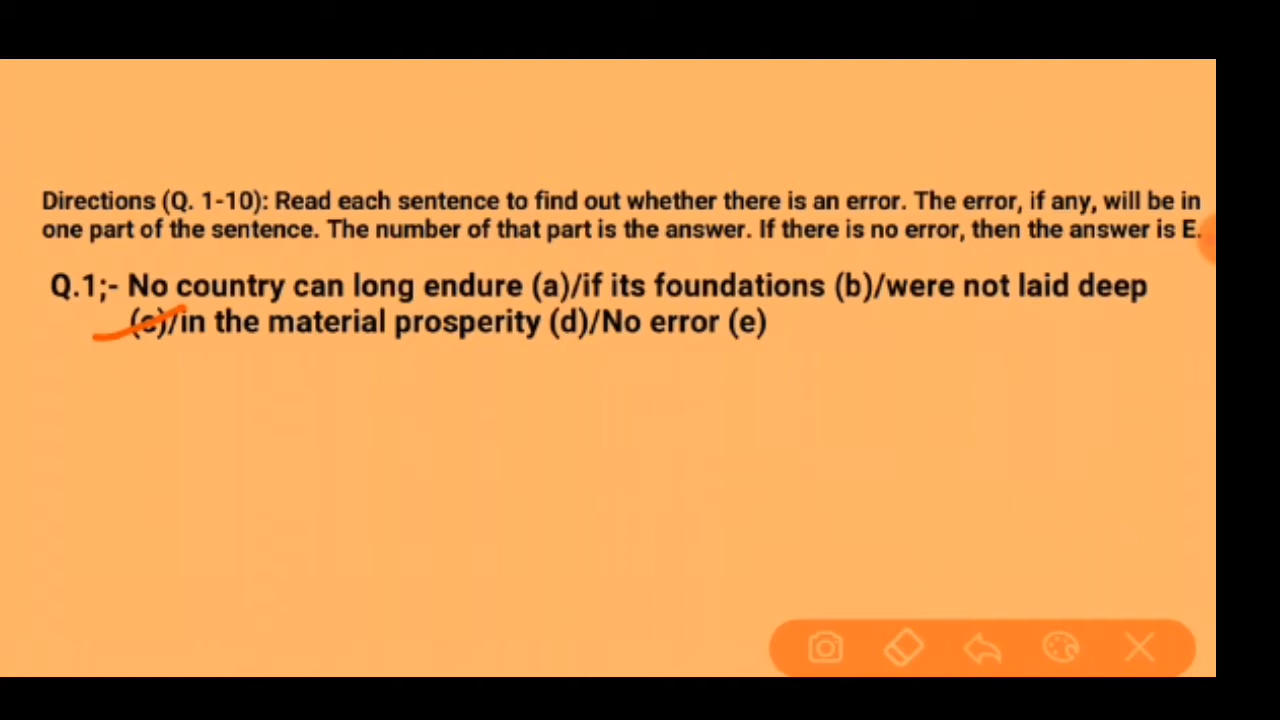 Directions (Q. 1-10): Read each sentence to find out whether there is an error. The error, if any, will be in
one part of the sentence. The number of that part is the answer. If there is no error, then the answer is E.
Q.1;- No country can long endure (a)/if its foundations (b)/were not laid deep
(c)/in the material prosperity (d)/No error (e)